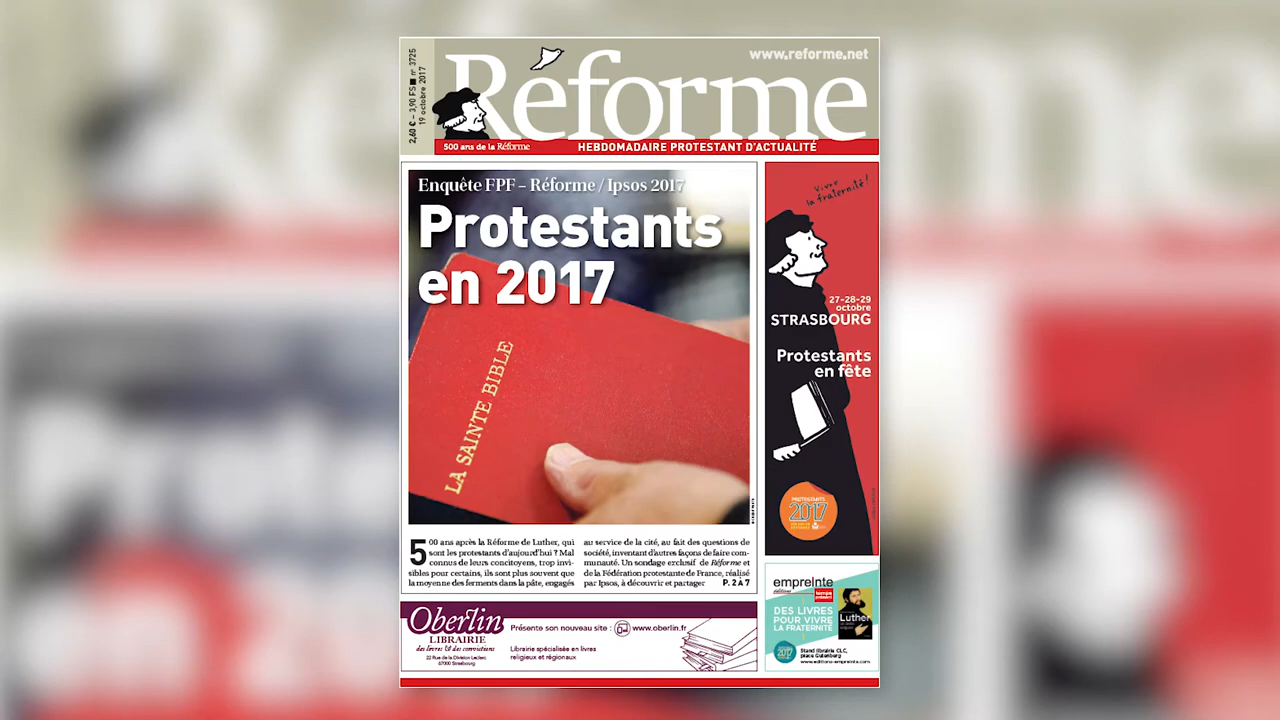 2,60 € – 3,90 FS ■ n° 3725
19 octobre 2017
www.reforme.net
Réforme
500 ans de la Réforme
HEBDOMADAIRE PROTESTANT D'ACTUALITÉ
Enquête FPF – Réforme / Ipsos 2017
Protestants
en 2017
LA SAINTE BIBLE
500 ans après la Réforme de Luther, qui
sont les protestants d'aujourd'hui ? Mal
connus de leurs concitoyens, trop invi-
sibles pour certains, ils sont plus souvent que
la moyenne des ferments dans la pâte, engagés
au service de la cité, au fait des questions de
société, inventant d'autres façons de faire com-
munauté. Un sondage exclusif de Réforme et
de la Fédération protestante de France, réalisé
par Ipsos, à découvrir et partager P. 2 À 7
vivre
la fraternité !
27-28-29
octobre
STRASBOURG
Protestants
en fête
PROTESTANTS
2017
Oberlin
LIBRAIRIE
des livres & des convictions
22 Rue de la Division Leclerc
67000 Strasbourg
Présente son nouveau site : www.oberlin.fr
Librairie spécialisée en livres
religieux et régionaux
empreinte
éditions
DES LIVRES
POUR VIVRE
LA FRATERNITÉ
Luther
2017
Stand librairie CLC,
place Gutenberg
www.editions-empreinte.com